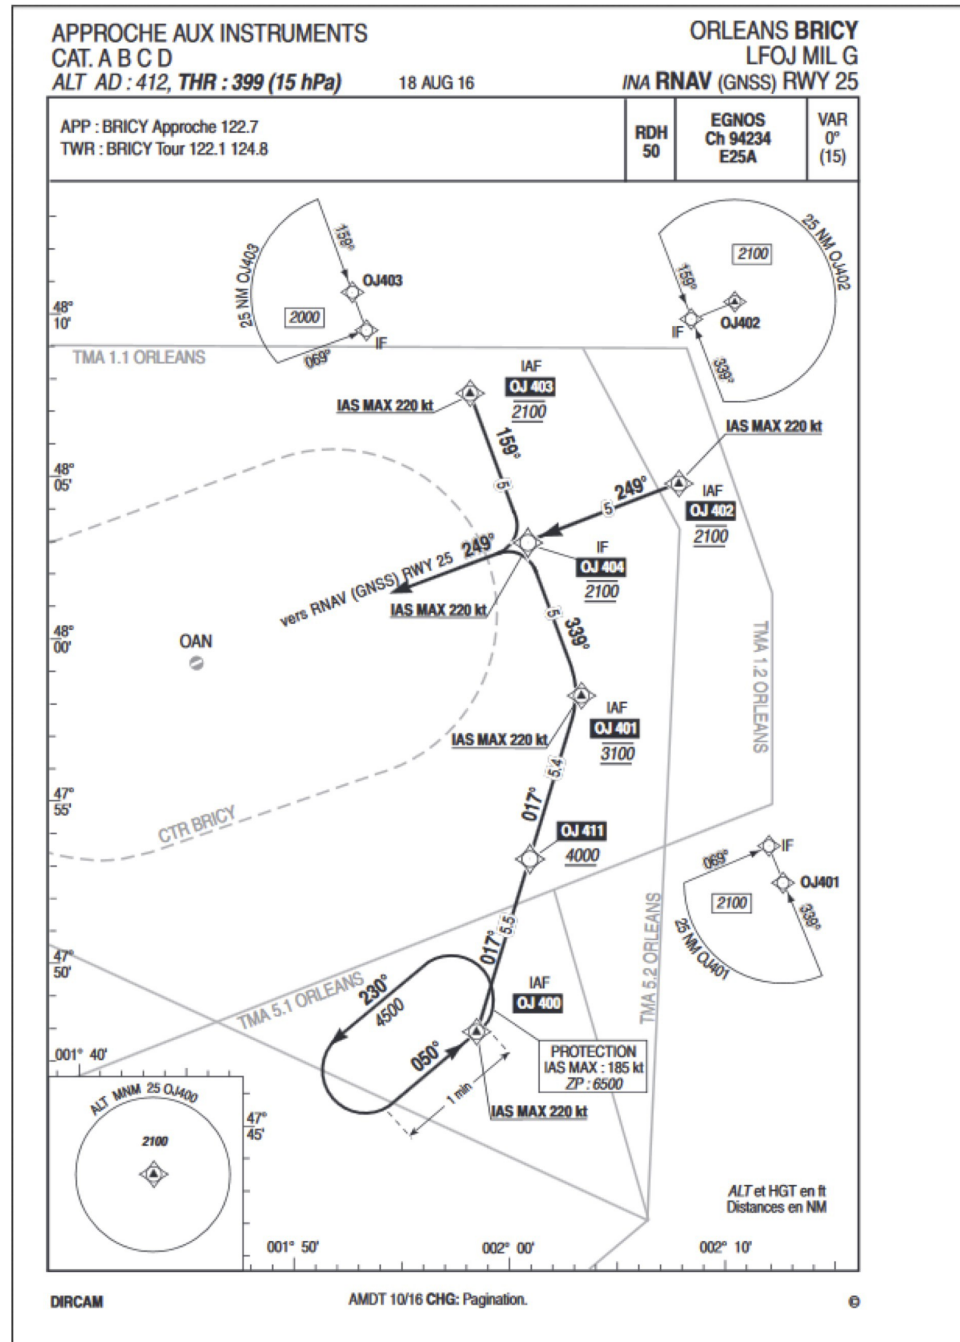 APPROCHE AUX INSTRUMENTS
CAT. A B C D
ALT AD : 412, THR : 399 (15 hPa)
18 AUG 16
ORLEANS BRICY
LFOJ MIL G
INA RNAV (GNSS) RWY 25
APP : BRICY Approche 122.7
TWR : BRICY Tour 122.1 124.8
RDH
50
EGNOS
Ch 94234
E25A
VAR
0°
(15)
25 NM OJ403
159°
OJ403
2000
IF
069°
25 NM OJ402
2100
159°
OJ402
IF
339°
48°
10'
TMA 1.1 ORLEANS
IAF
OJ 403
2100
IAS MAX 220 kt
159°
5
IAS MAX 220 kt
48°
05'
249°
5
IAF
OJ 402
2100
249°
IF
OJ 404
2100
vers RNAV (GNSS) RWY 25
IAS MAX 220 kt
5
339°
48°
00'
OAN
TMA 1.2 ORLEANS
IAF
OJ 401
3100
IAS MAX 220 kt
5.4
017°
47°
55'
CTR BRICY
OJ 411
4000
069°
IF
OJ401
2100
339°
25 NM OJ401
5.5
017°
47°
50'
TMA 5.2 ORLEANS
TMA 5.1 ORLEANS
230°
4500
IAF
OJ 400
050°
001° 40'
PROTECTION
IAS MAX : 185 kt
ZP : 6500
1 min
IAS MAX 220 kt
ALT MNM 25 OJ400
2100
47°
45'
ALT et HGT en ft
Distances en NM
001° 50'
002° 00'
002° 10'
DIRCAM
AMDT 10/16 CHG: Pagination.
©